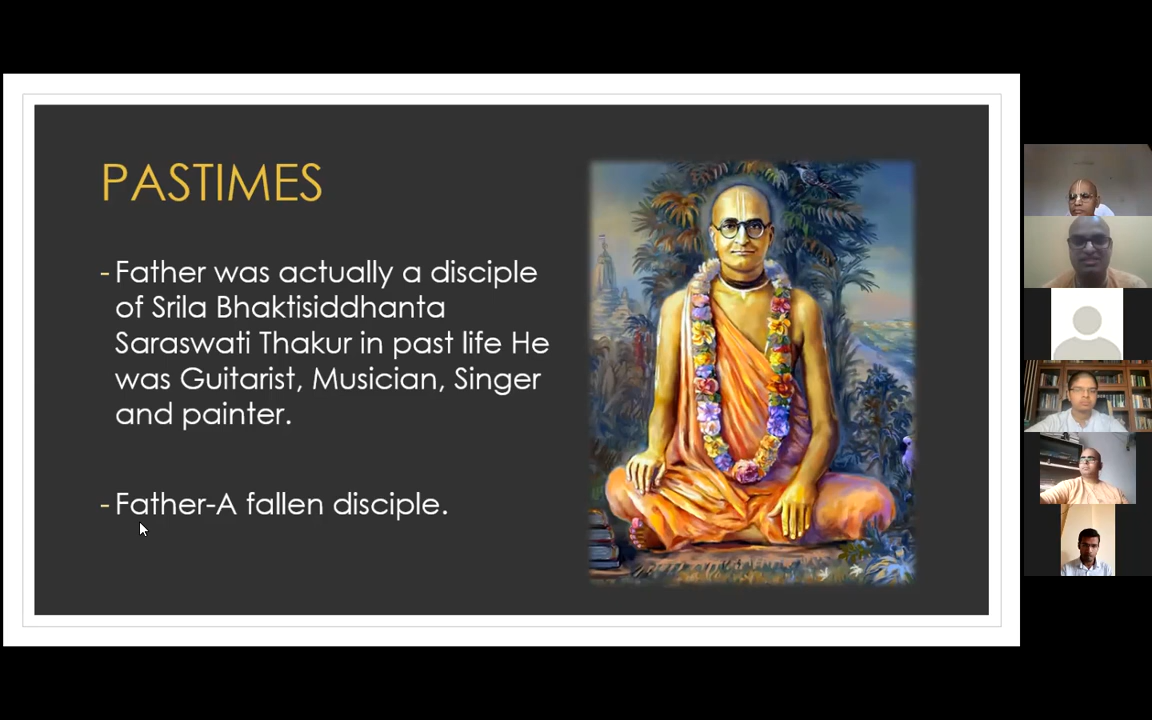 PASTIMES
- Father was actually a disciple
of Srila Bhaktisiddhanta
Saraswati Thakur in past life He
was Guitarist, Musician, Singer
and painter.
- Father-A fallen disciple.